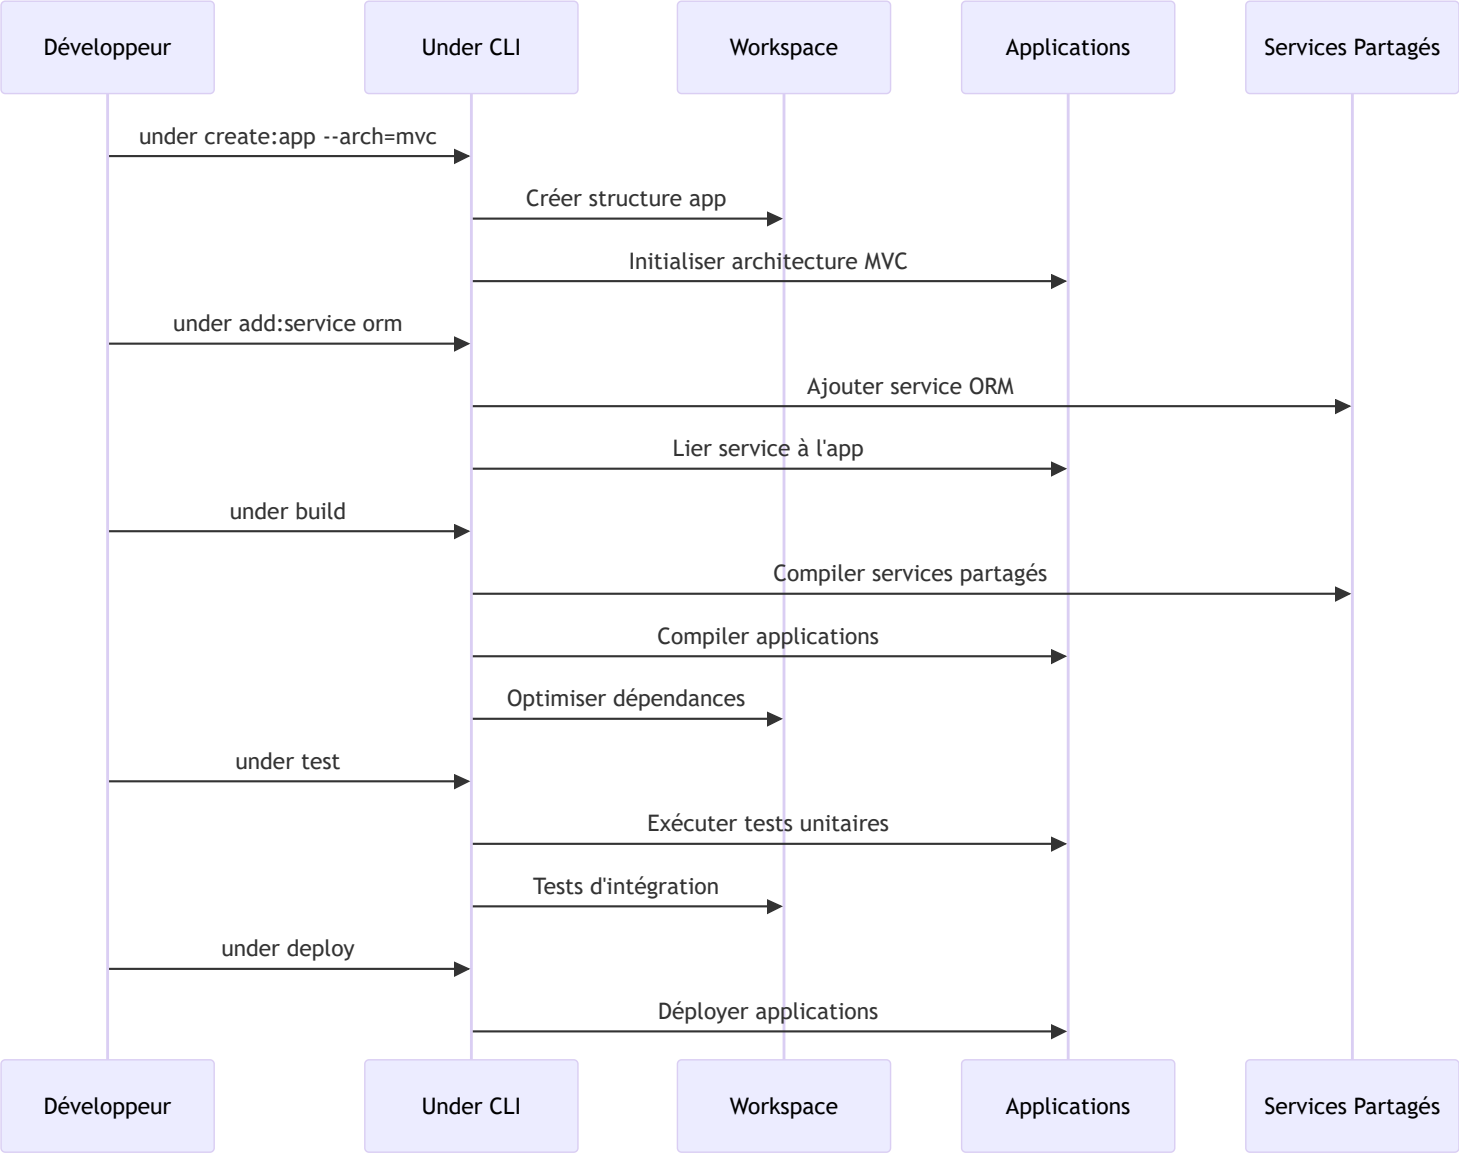 Développeur
Under CLI
Workspace
Applications
Services Partagés
under create:app --arch=mvc
Créer structure app
Initialiser architecture MVC
under add:service orm
Ajouter service ORM
Lier service à l'app
under build
Compiler services partagés
Compiler applications
Optimiser dépendances
under test
Exécuter tests unitaires
Tests d'intégration
under deploy
Déployer applications
Développeur
Under CLI
Workspace
Applications
Services Partagés